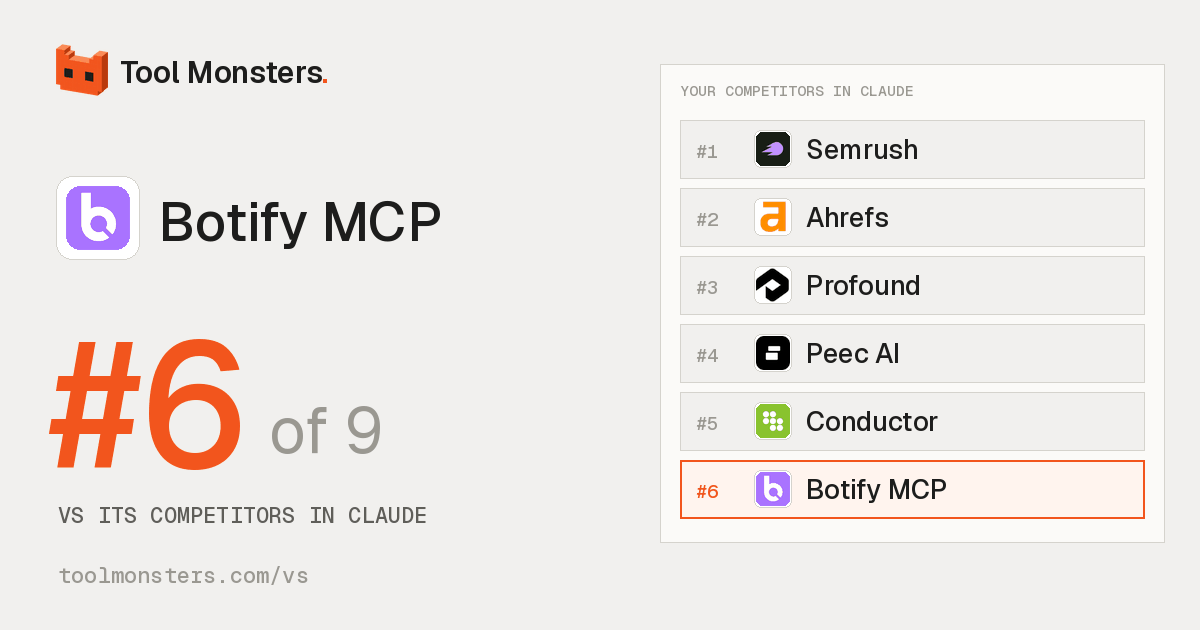 Tool Monsters.
Botify MCP
#6 of 9
VS ITS COMPETITORS IN CLAUDE
toolmonsters.com/vs
YOUR COMPETITORS IN CLAUDE
#1 Semrush
#2 Ahrefs
#3 Profound
#4 Peec AI
#5 Conductor
#6 Botify MCP